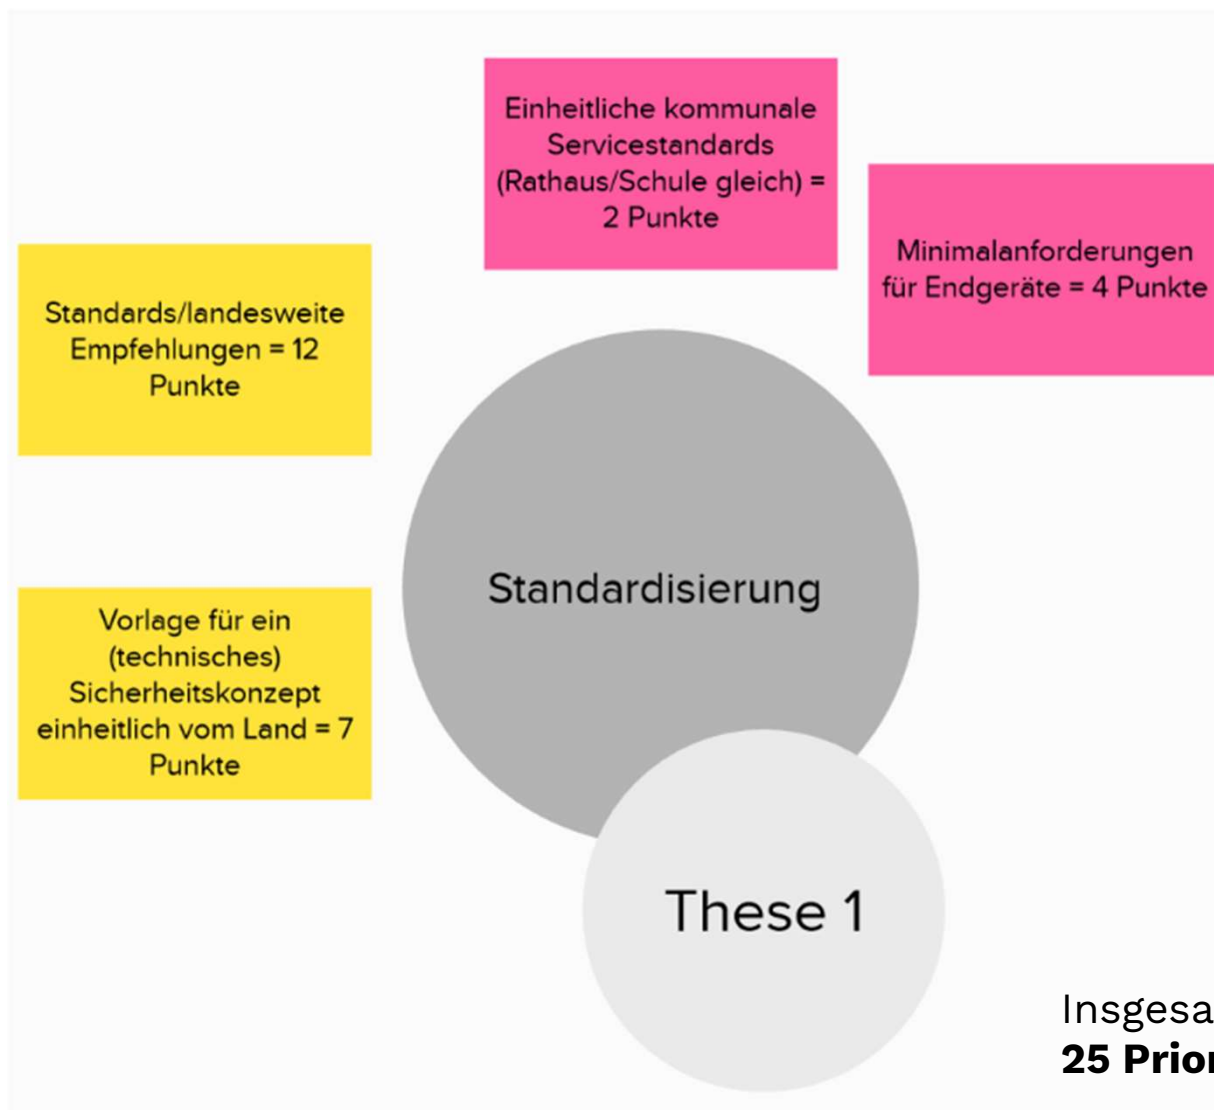 Einheitliche kommunale
Servicestandards
(Rathaus/Schule gleich) =
2 Punkte
Minimalanforderungen
für Endgeräte = 4 Punkte
Standards/landesweite
Empfehlungen = 12
Punkte
Standardisierung
Vorlage für ein
(technisches)
Sicherheitskonzept
einheitlich vom Land = 7
Punkte
These 1
Insgesa
25 Prior